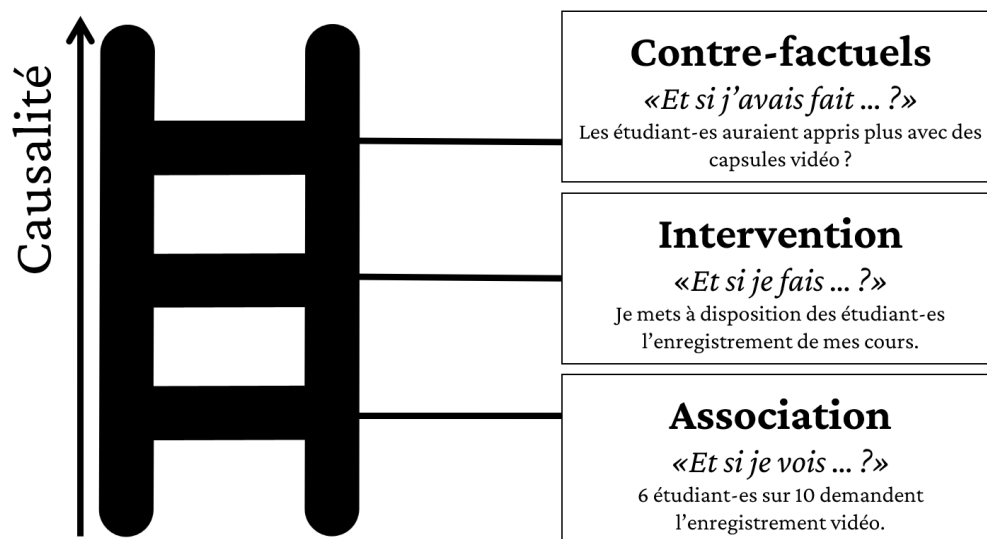 Causalité
Contre-factuels
«Et si j’avais fait ... ?»
Les étudiant-es auraient appris plus avec des
capsules vidéo ?
Intervention
«Et si je fais ... ?»
Je mets à disposition des étudiant-es
l’enregistrement de mes cours.
Association
«Et si je vois ... ?»
6 étudiant-es sur 10 demandent
l’enregistrement vidéo.